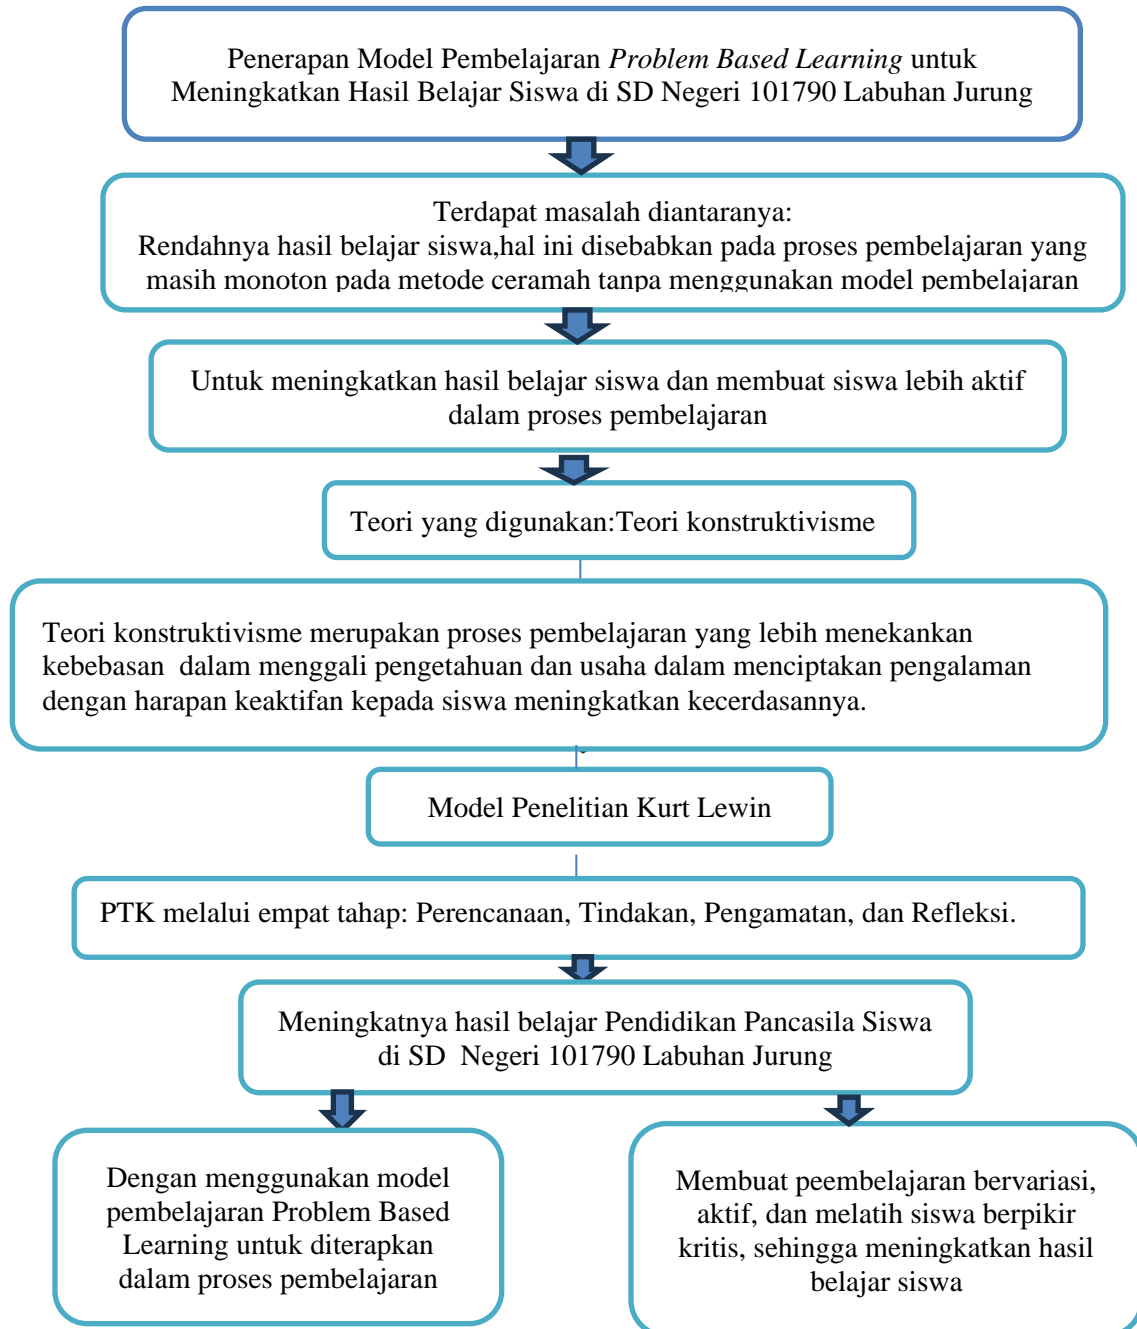 Penerapan Model Pembelajaran Problem Based Learning untuk
Meningkatkan Hasil Belajar Siswa di SD Negeri 101790 Labuhan Jurung
Terdapat masalah diantaranya:
Rendahnya hasil belajar siswa,hal ini disebabkan pada proses pembelajaran yang
masih monoton pada metode ceramah tanpa menggunakan model pembelajaran
Untuk meningkatkan hasil belajar siswa dan membuat siswa lebih aktif
dalam proses pembelajaran
Teori yang digunakan:Teori konstruktivisme
Teori konstruktivisme merupakan proses pembelajaran yang lebih menekankan
kebebasan  dalam menggali pengetahuan dan usaha dalam menciptakan pengalaman
dengan harapan keaktifan kepada siswa meningkatkan kecerdasannya.
Model Penelitian Kurt Lewin
PTK melalui empat tahap: Perencanaan, Tindakan, Pengamatan, dan Refleksi.
Meningkatnya hasil belajar Pendidikan Pancasila Siswa
di SD  Negeri 101790 Labuhan Jurung
Dengan menggunakan model
pembelajaran Problem Based
Learning untuk diterapkan
dalam proses pembelajaran
Membuat peembelajaran bervariasi,
aktif, dan melatih siswa berpikir
kritis, sehingga meningkatkan hasil
belajar siswa